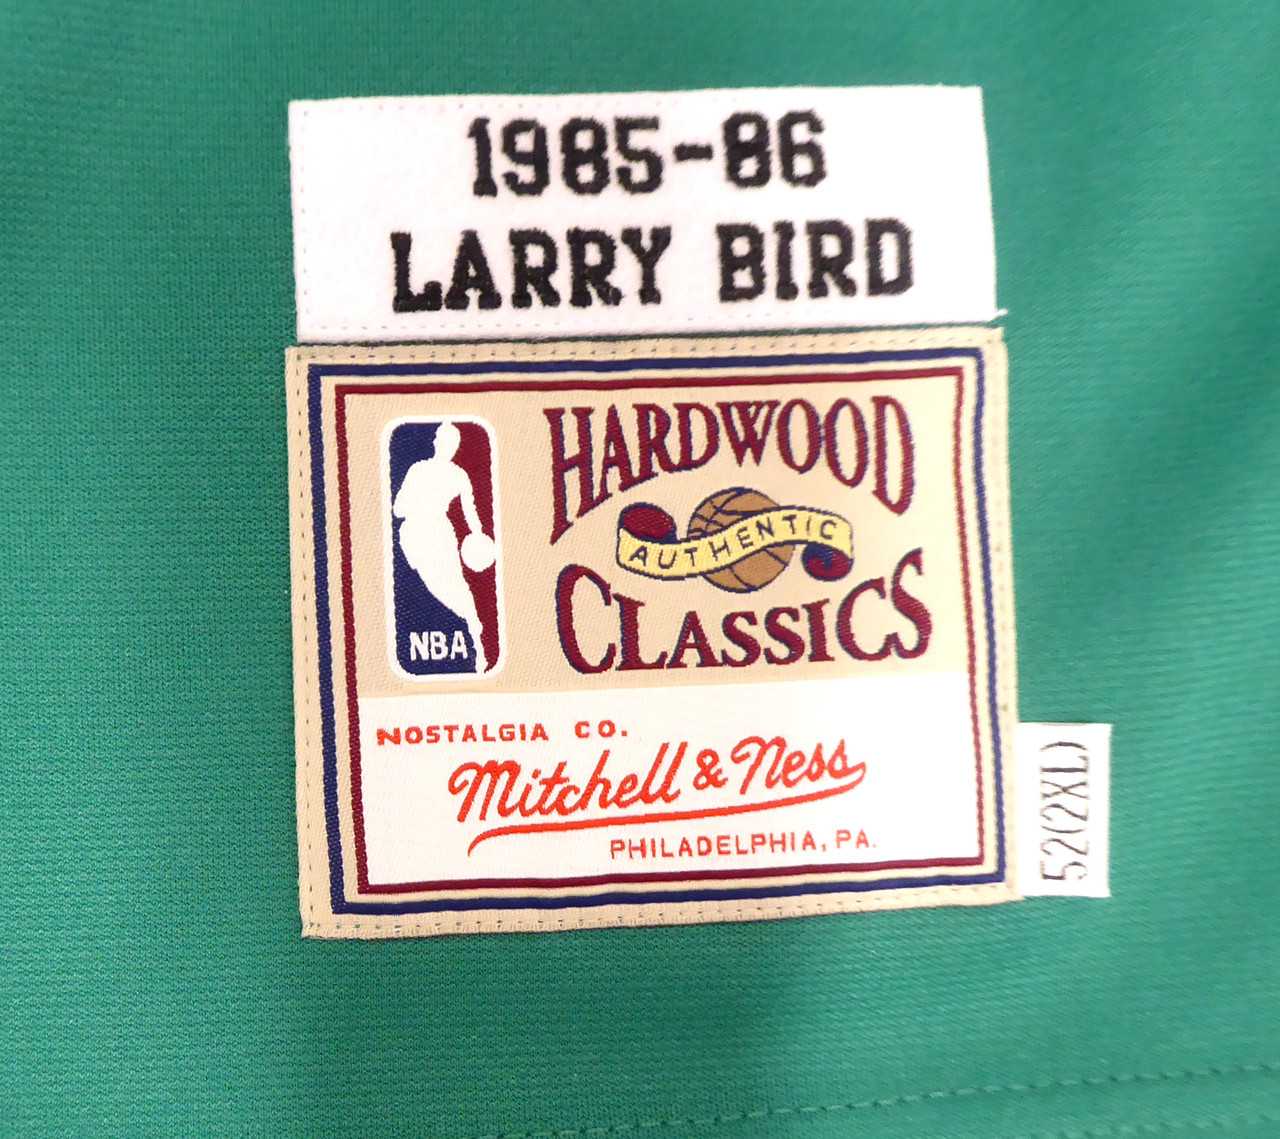 1985-86
LARRY BIRD
HARDWOOD
AUTHENTIC
CLASSICS
NBA
NOSTALGIA CO.
Mitchell & Ness
PHILADELPHIA, PA.
52(2XL)